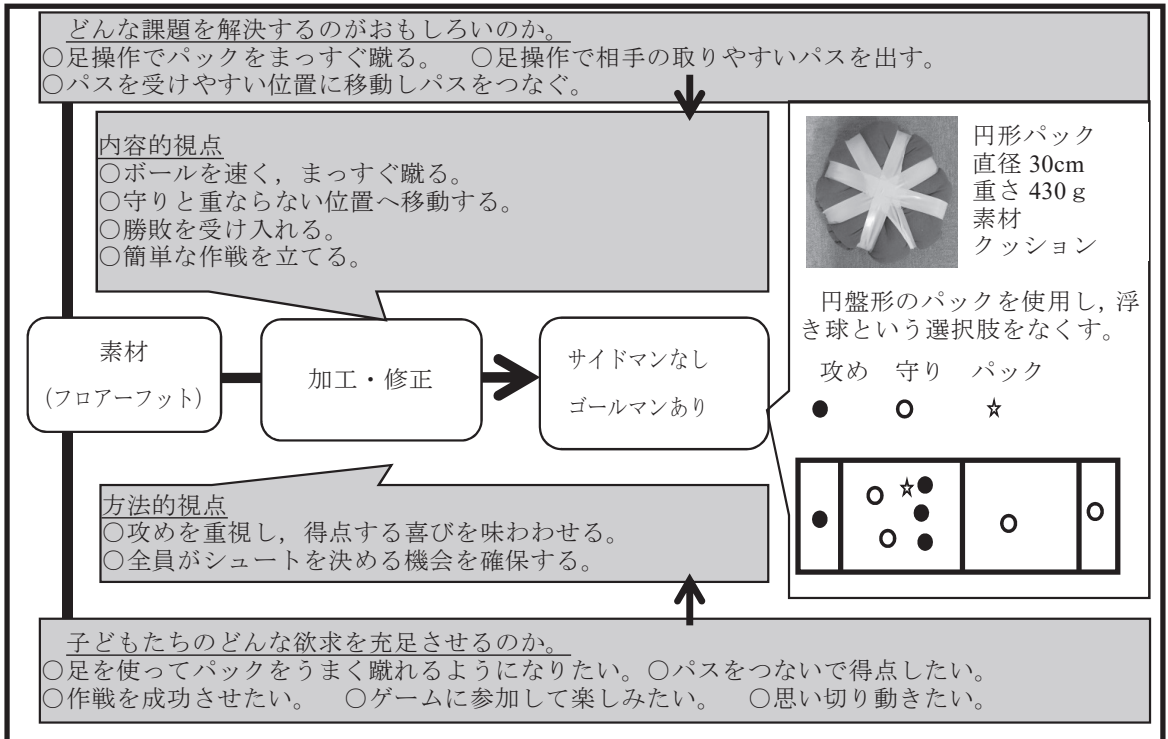 どんな課題を解決するのがおもしろいのか。
○足操作でパックをまっすぐ蹴る。　○足操作で相手の取りやすいパスを出す。
○パスを受けやすい位置に移動しパスをつなぐ。
内容的視点
○ボールを速く，まっすぐ蹴る。
○守りと重ならない位置へ移動する。
○勝敗を受け入れる。
○簡単な作戦を立てる。
円形パック
直径 30cm
重さ 430 g
素材
クッション
円盤形のパックを使用し，浮
き球という選択肢をなくす。
攻め　守り　パック
素材
(フロアーフット)
加工・修正
サイドマンなし
ゴールマンあり
方法的視点
○攻めを重視し，得点する喜びを味わわせる。
○全員がシュートを決める機会を確保する。
子どもたちのどんな欲求を充足させるのか。
○足を使ってパックをうまく蹴れるようになりたい。○パスをつないで得点したい。
○作戦を成功させたい。　○ゲームに参加して楽しみたい。　○思い切り動きたい。